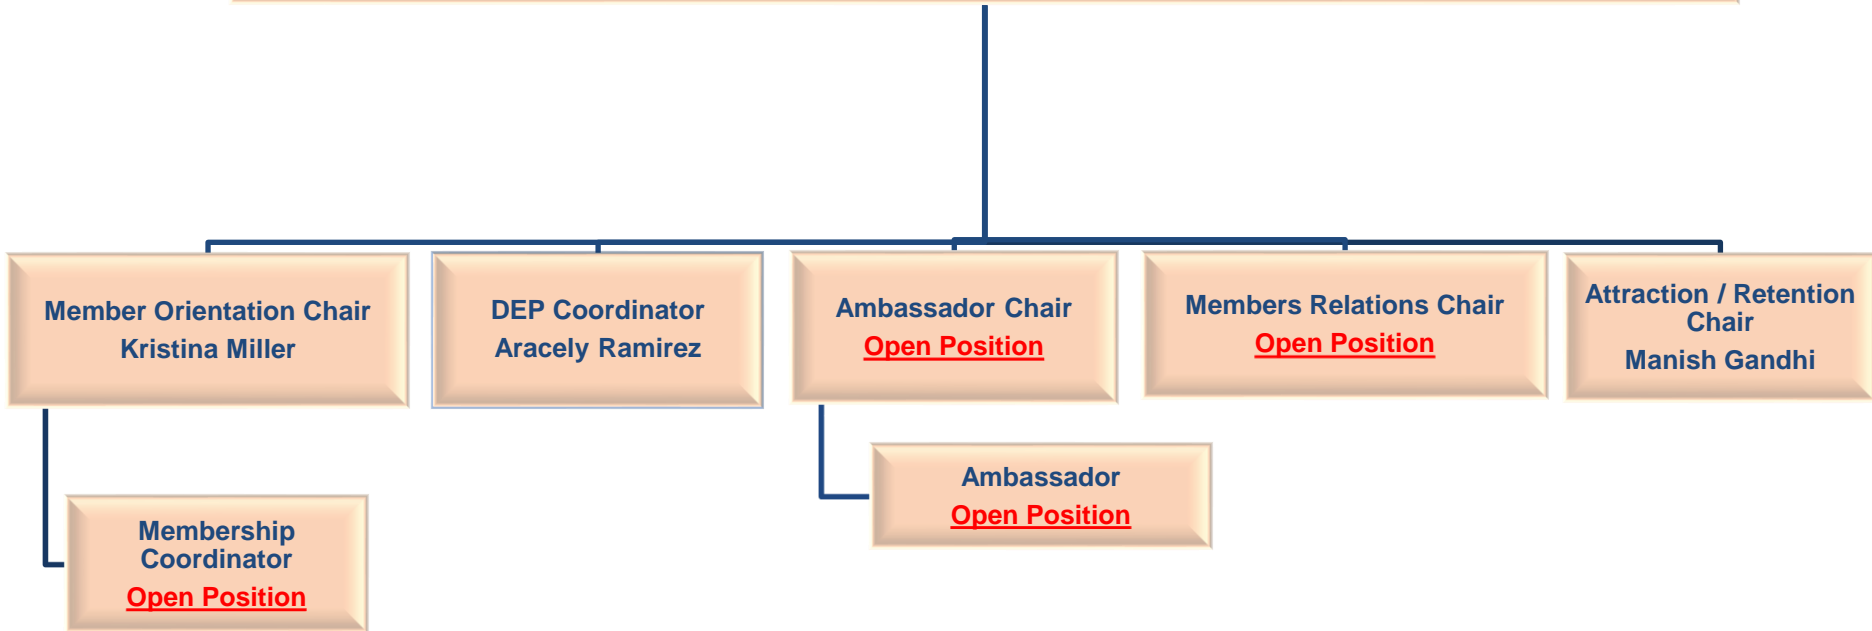 Member Orientation Chair
Kristina Miller
DEP Coordinator
Aracely Ramirez
Ambassador Chair
Open Position
Members Relations Chair
Open Position
Attraction / Retention
Chair
Manish Gandhi
Ambassador
Open Position
Membership
Coordinator
Open Position